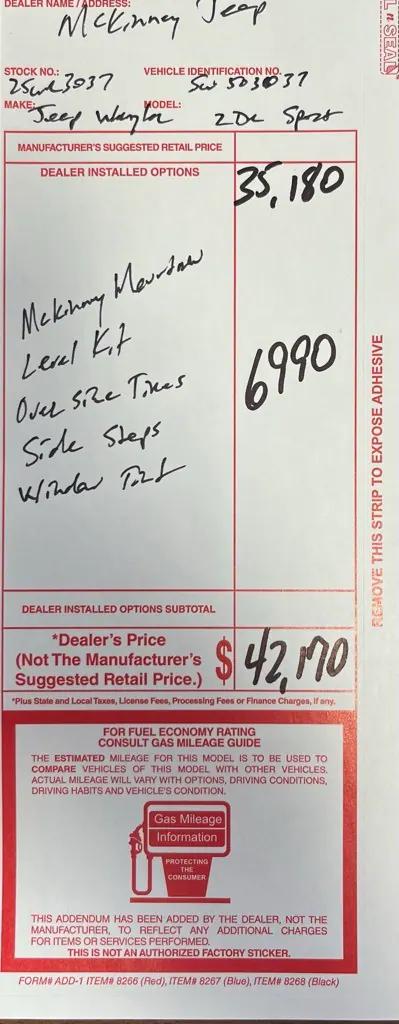 DEALER NAME / ADDRESS:
McKinney Jeep
L # SEAL
STOCK NO.: VEHICLE IDENTIFICATION NO.
3037 Sw 503037
MAKE: MODEL:
Jeep Wrangler 2Dr Sport
MANUFACTURER'S SUGGESTED RETAIL PRICE
DEALER INSTALLED OPTIONS
35,180
McKinney Mountain
Level Kit
Over Size Tires
6990
Side Steps
Window Tint
REMOVE THIS STRIP TO EXPOSE ADHESIVE
DEALER INSTALLED OPTIONS SUBTOTAL
*Dealer's Price
(Not The Manufacturer's
Suggested Retail Price.)
$ 42,170
*Plus State and Local Taxes, License Fees, Processing Fees or Finance Charges, if any.
FOR FUEL ECONOMY RATING
CONSULT GAS MILEAGE GUIDE
THE ESTIMATED MILEAGE FOR THIS MODEL IS TO BE USED TO
COMPARE VEHICLES OF THIS MODEL WITH OTHER VEHICLES.
ACTUAL MILEAGE WILL VARY WITH OPTIONS, DRIVING CONDITIONS,
DRIVING HABITS AND VEHICLE'S CONDITION.
Gas Mileage
Information
PROTECTING
THE
CONSUMER
THIS ADDENDUM HAS BEEN ADDED BY THE DEALER, NOT THE
MANUFACTURER, TO REFLECT ANY ADDITIONAL CHARGES
FOR ITEMS OR SERVICES PERFORMED.
THIS IS NOT AN AUTHORIZED FACTORY STICKER.
FORM# ADD-1 ITEM# 8266 (Red), ITEM# 8267 (Blue), ITEM# 8268 (Black)